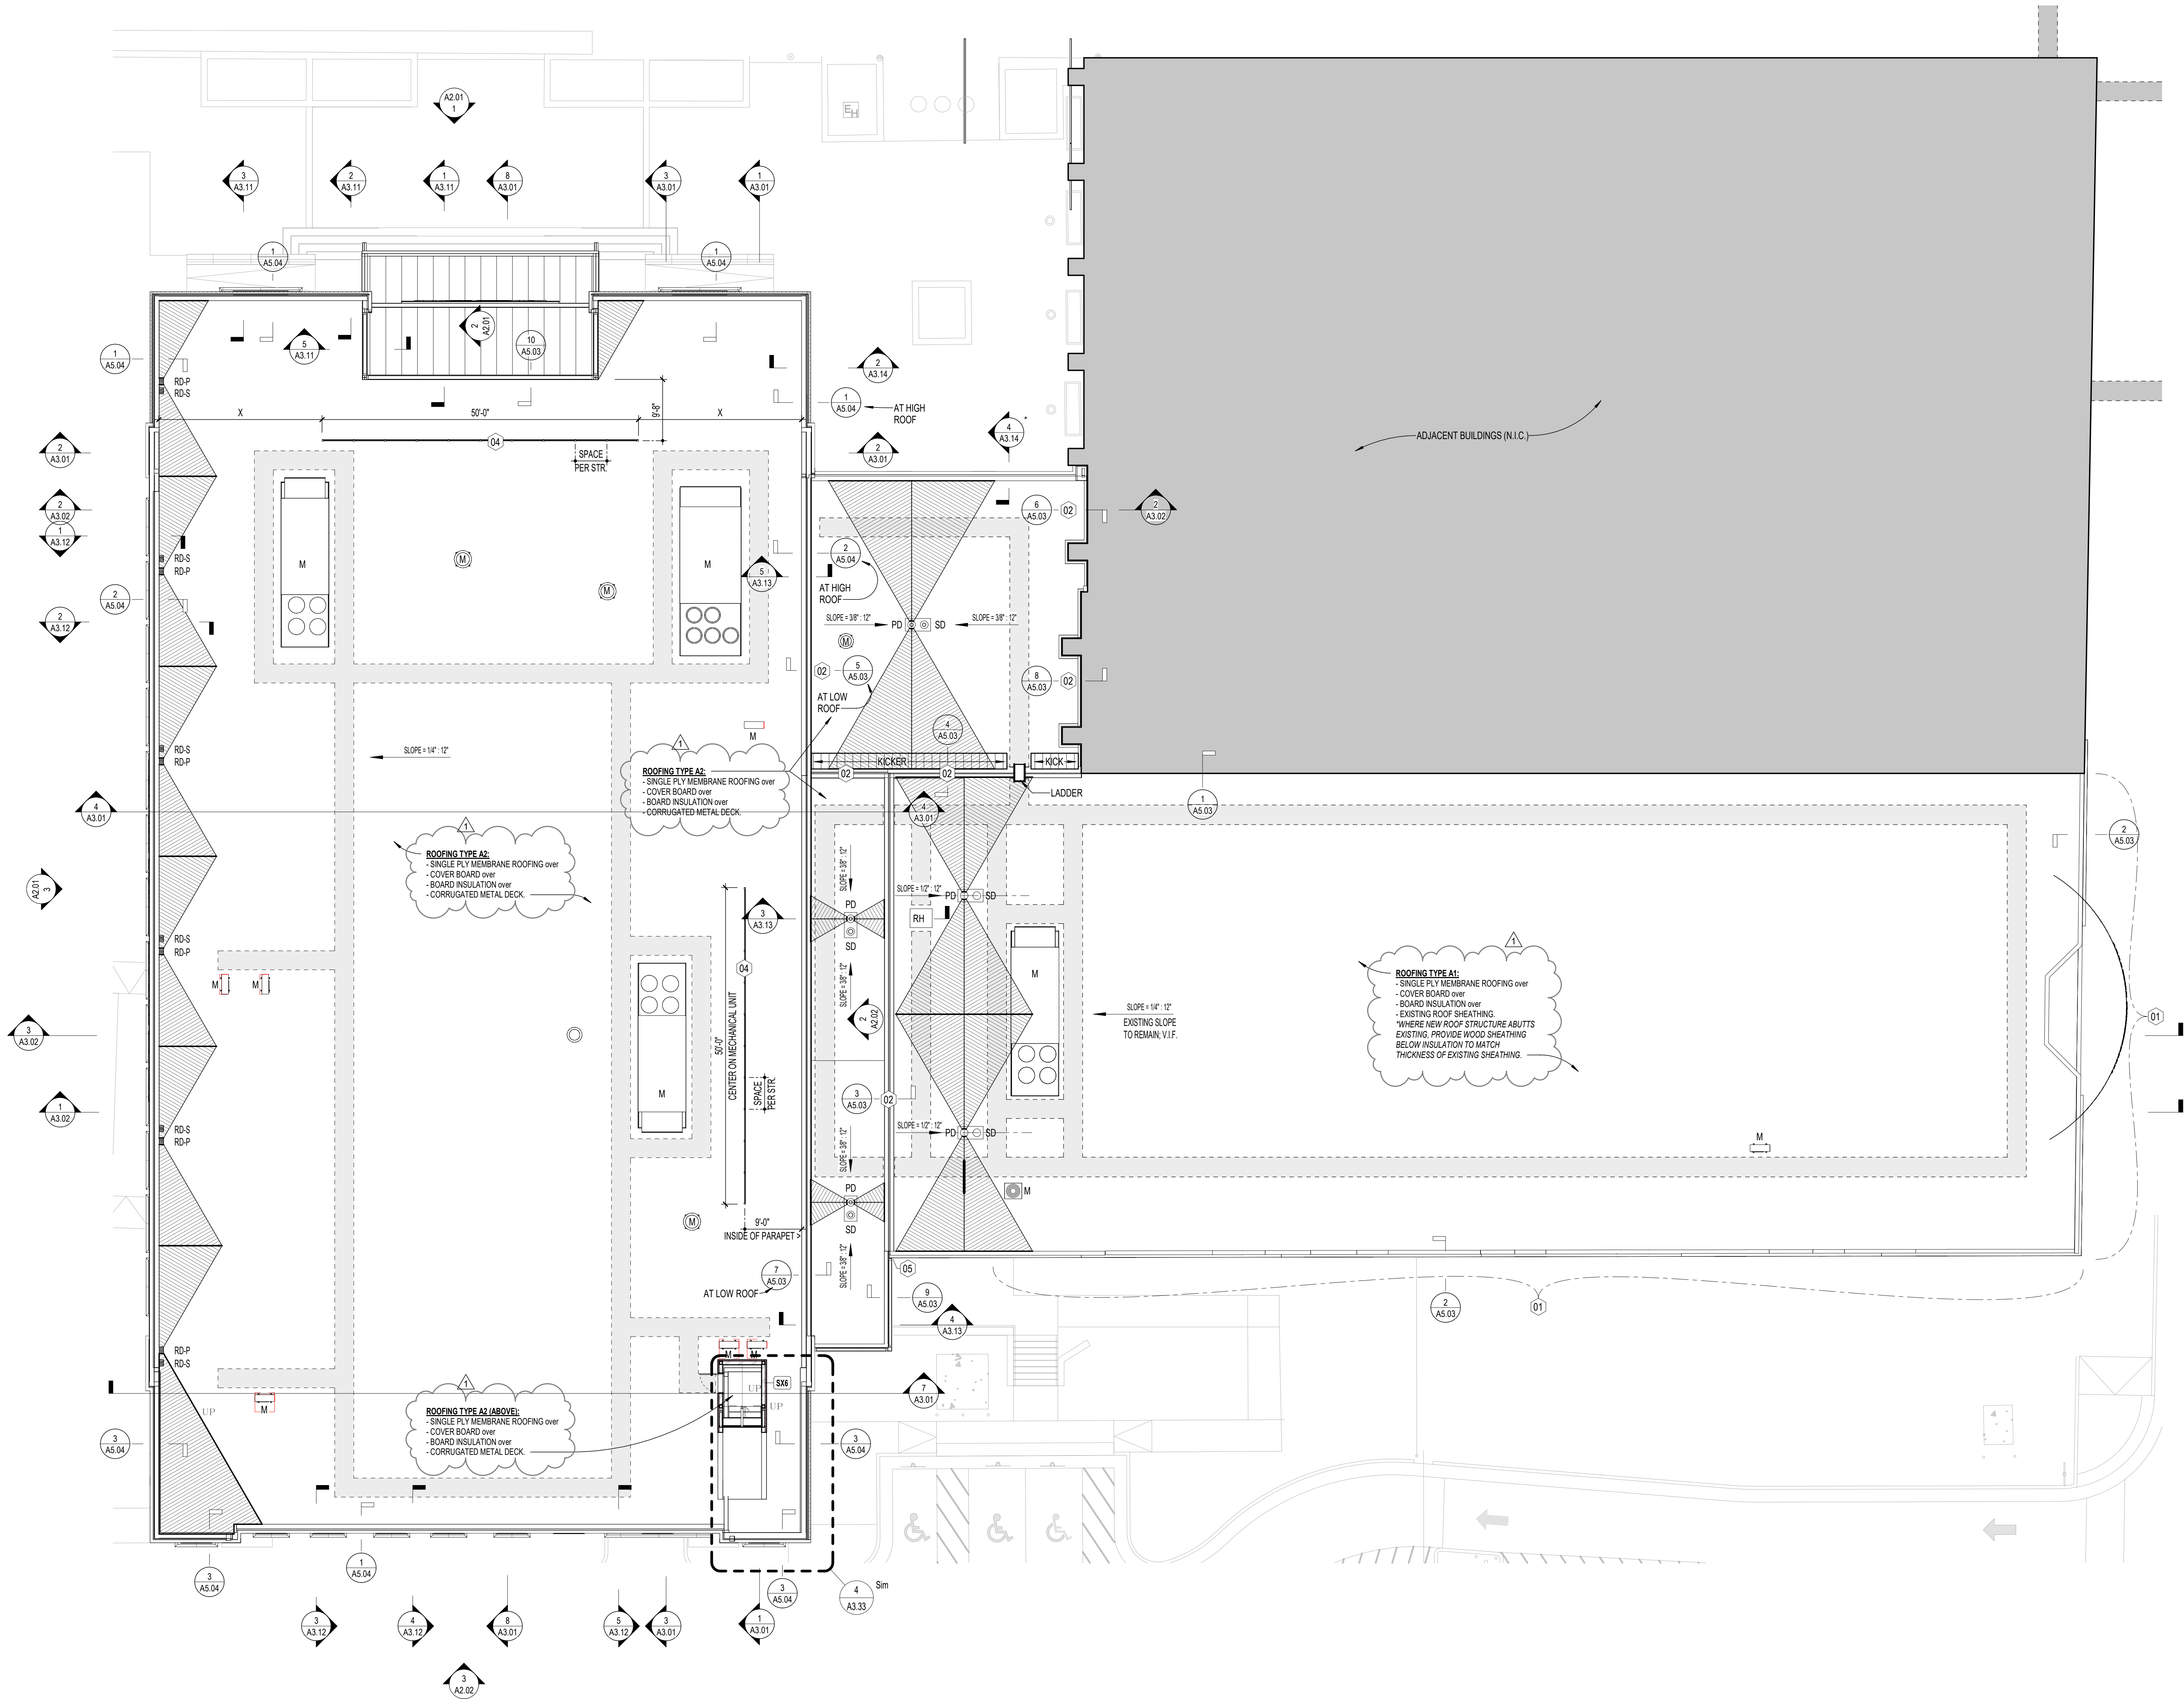 A2.01
1
EH
3
A3.11
2
A3.11
1
A3.11
8
A3.01
3
A3.01
1
A3.01
1
A5.04
1
A5.04
2
A2.01
10
A5.03
5
A3.11
1
A5.04
2
A3.14
RD-P
RD-S
X
50'-0"
X
9'-8"
1
A5.04
AT HIGH
ROOF
4
A3.14
*
ADJACENT BUILDINGS (N.I.C.)
04
2
A3.01
2
A3.01
SPACE
PER STR.
2
A3.02
1
A3.12
6
A5.03
02
2
A3.02
RD-S
RD-P
M
M
M
M
5
A3.13
2
A5.04
AT HIGH
ROOF
2
A5.04
2
A3.12
SLOPE = 3/8" : 12"
PD
SD
SLOPE = 3/8" : 12"
M
02
5
A5.03
8
A5.03
02
AT LOW
ROOF
4
A5.03
M
RD-S
RD-P
SLOPE = 1/4" : 12"
1
ROOFING TYPE A2:
- SINGLE PLY MEMBRANE ROOFING over
- COVER BOARD over
- BOARD INSULATION over
- CORRUGATED METAL DECK.
KICKER
KICK
02
02
LADDER
4
A3.01
4
A3.01
1
A5.03
2
A5.03
1
ROOFING TYPE A2:
- SINGLE PLY MEMBRANE ROOFING over
- COVER BOARD over
- BOARD INSULATION over
- CORRUGATED METAL DECK.
A2.01
3
SLOPE = 3/8" : 12"
SLOPE = 1/2" : 12"
PD
SD
PD
SD
RH
3
A3.13
RD-S
RD-P
04
M
M
M
SLOPE = 3/8" : 12"
1
ROOFING TYPE A1:
- SINGLE PLY MEMBRANE ROOFING over
- COVER BOARD over
- BOARD INSULATION over
- EXISTING ROOF SHEATHING.
*WHERE NEW ROOF STRUCTURE ABUTTS
EXISTING, PROVIDE WOOD SHEATHING
BELOW INSULATION TO MATCH
THICKNESS OF EXISTING SHEATHING.
SLOPE = 1/4" : 12"
EXISTING SLOPE
TO REMAIN; V.I.F.
01
3
A3.02
2
A2.02
50'-0"
CENTER ON MECHANICAL UNIT
SPACE
PER STR.
M
1
A3.02
3
A5.03
02
RD-S
RD-P
SLOPE = 3/8" : 12"
SLOPE = 1/2" : 12"
PD
SD
M
PD
SD
M
M
9'-0"
INSIDE OF PARAPET >
SLOPE = 3/8" : 12"
7
A5.03
05
AT LOW ROOF
9
A5.03
4
A3.13
2
A5.03
01
RD-P
RD-S
M
M
SX6
UP
UP
UP
7
A3.01
M
1
ROOFING TYPE A2 (ABOVE):
- SINGLE PLY MEMBRANE ROOFING over
- COVER BOARD over
- BOARD INSULATION over
- CORRUGATED METAL DECK.
3
A5.04
3
A5.04
3
A5.04
1
A5.04
3
A5.04
4
A3.33
Sim
3
A3.12
4
A3.12
8
A3.01
5
A3.12
3
A3.01
1
A3.01
3
A2.02